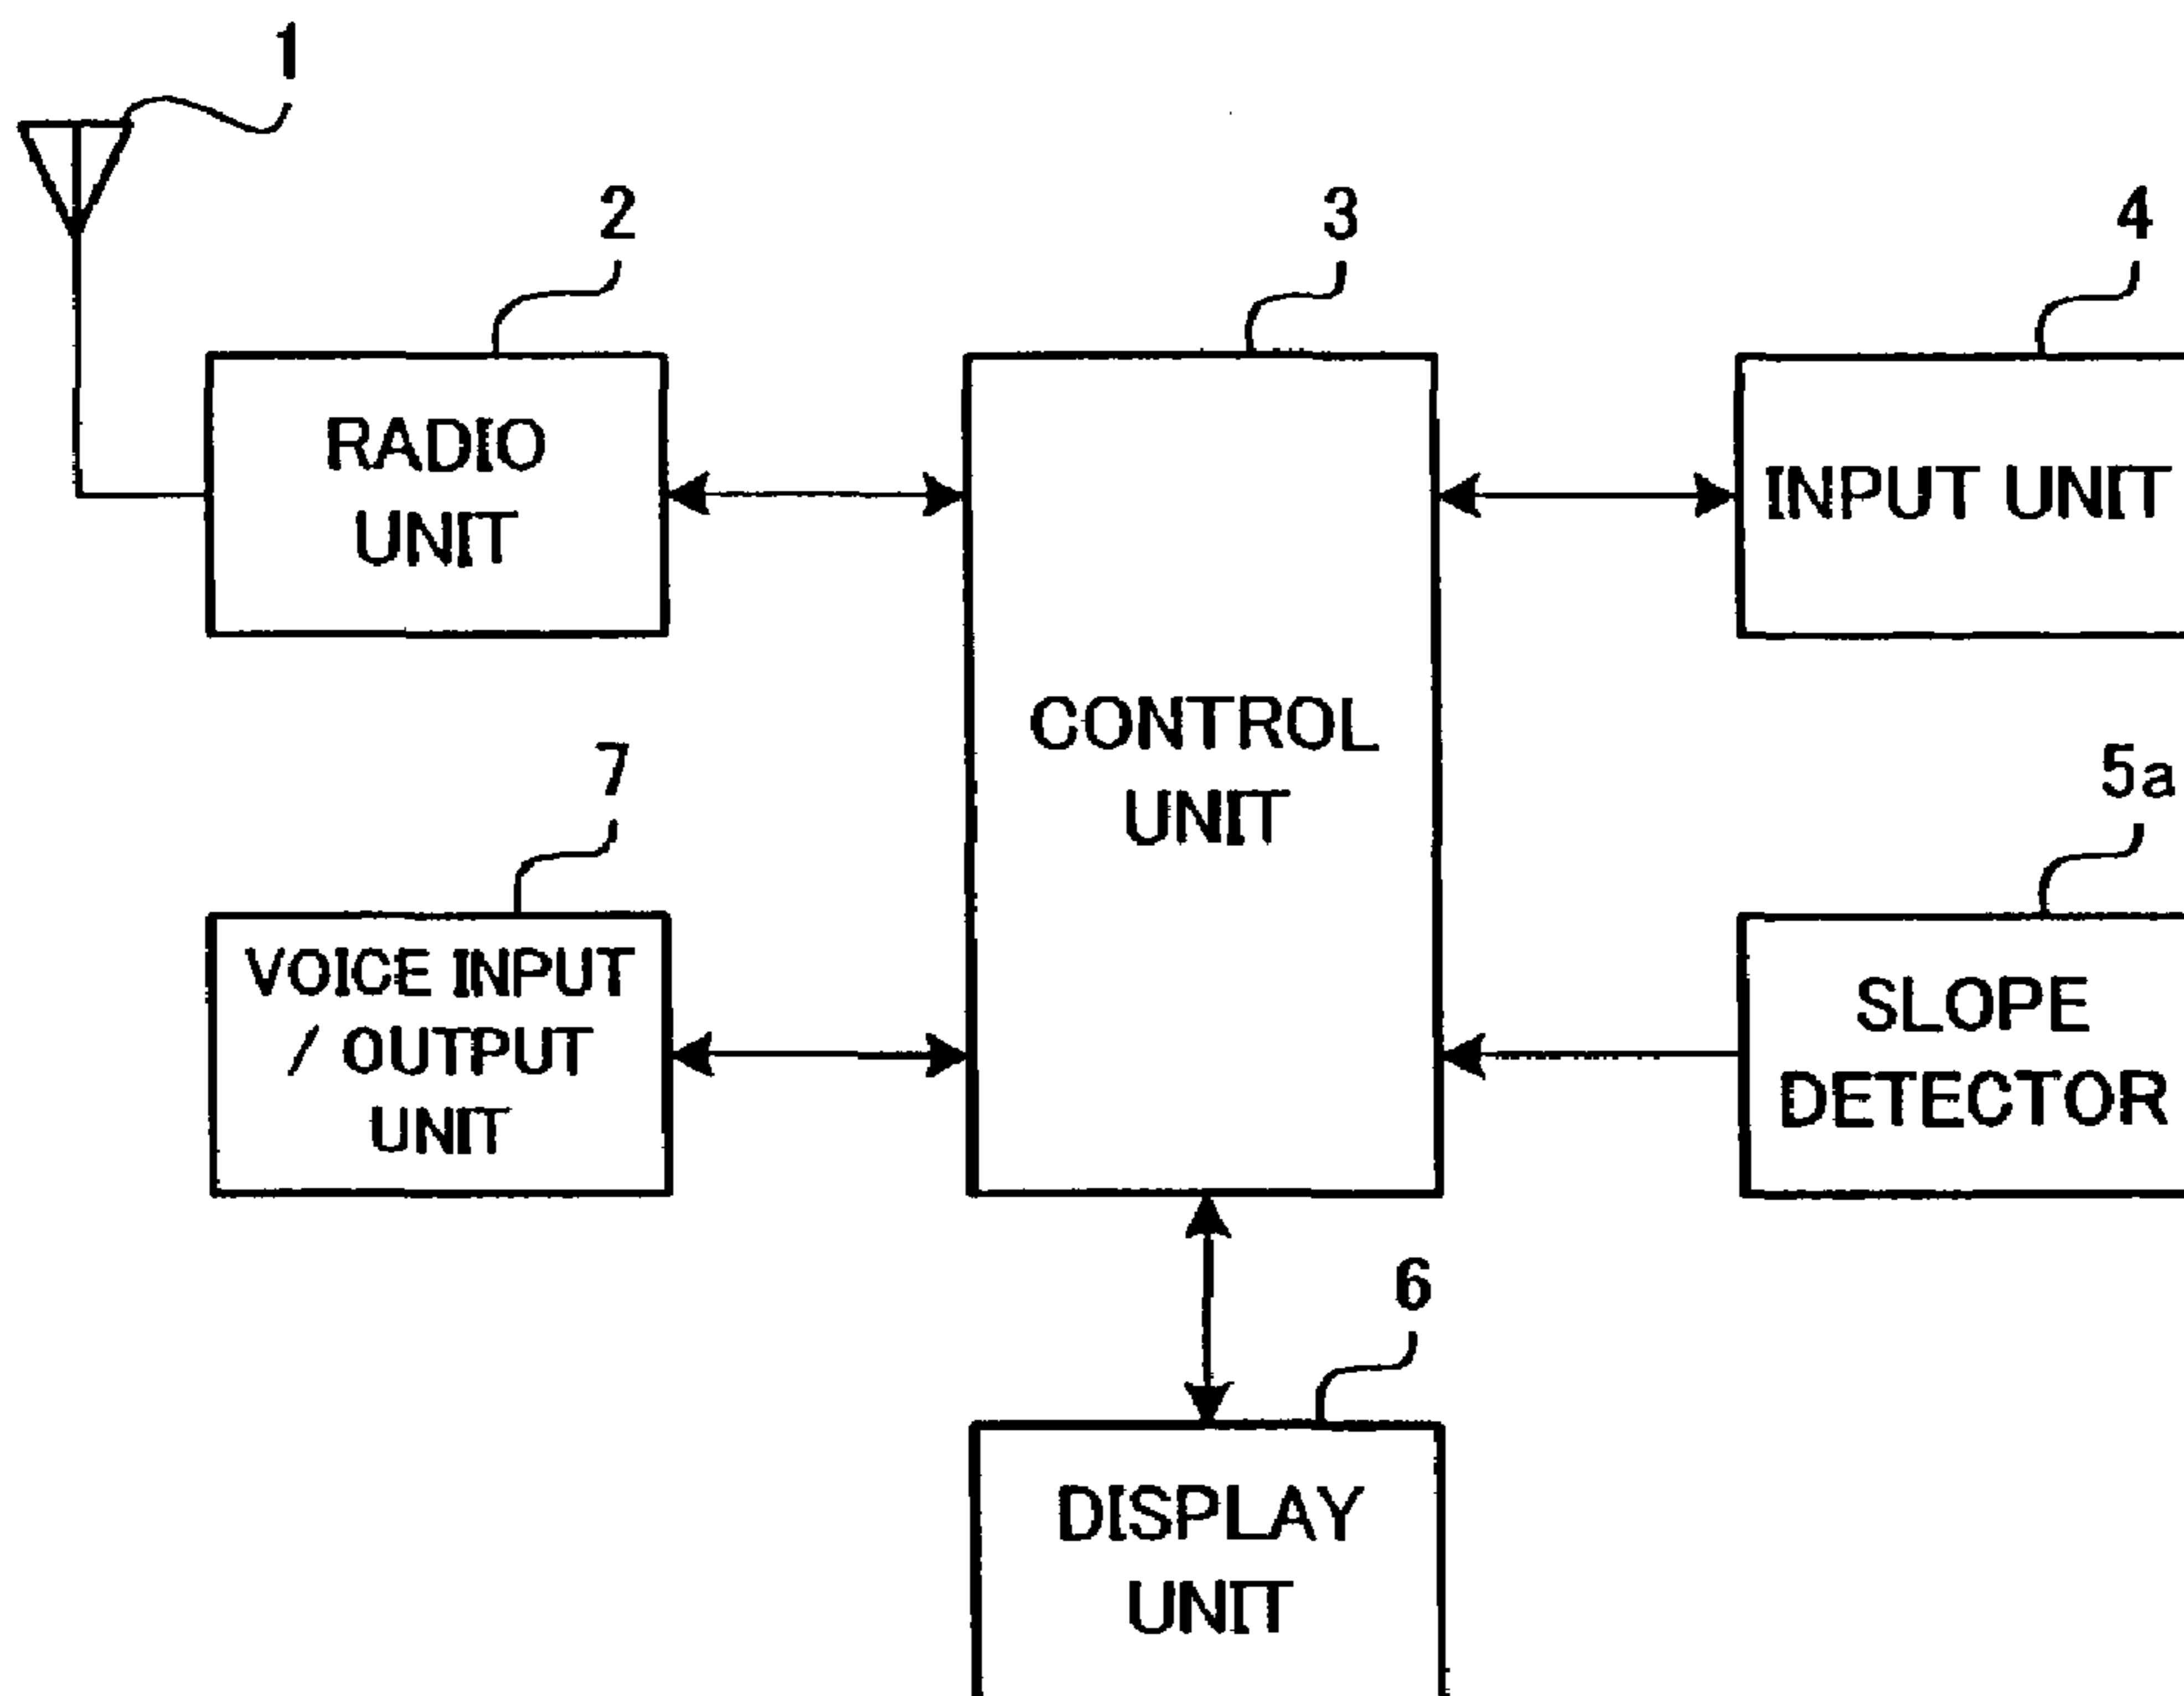 1
2
3
4
RADIO
UNIT
INPUT UNIT
CONTROL
UNIT
7
5a
VOICE INPUT
/ OUTPUT
UNIT
SLOPE
DETECTOR
6
DISPLAY
UNIT